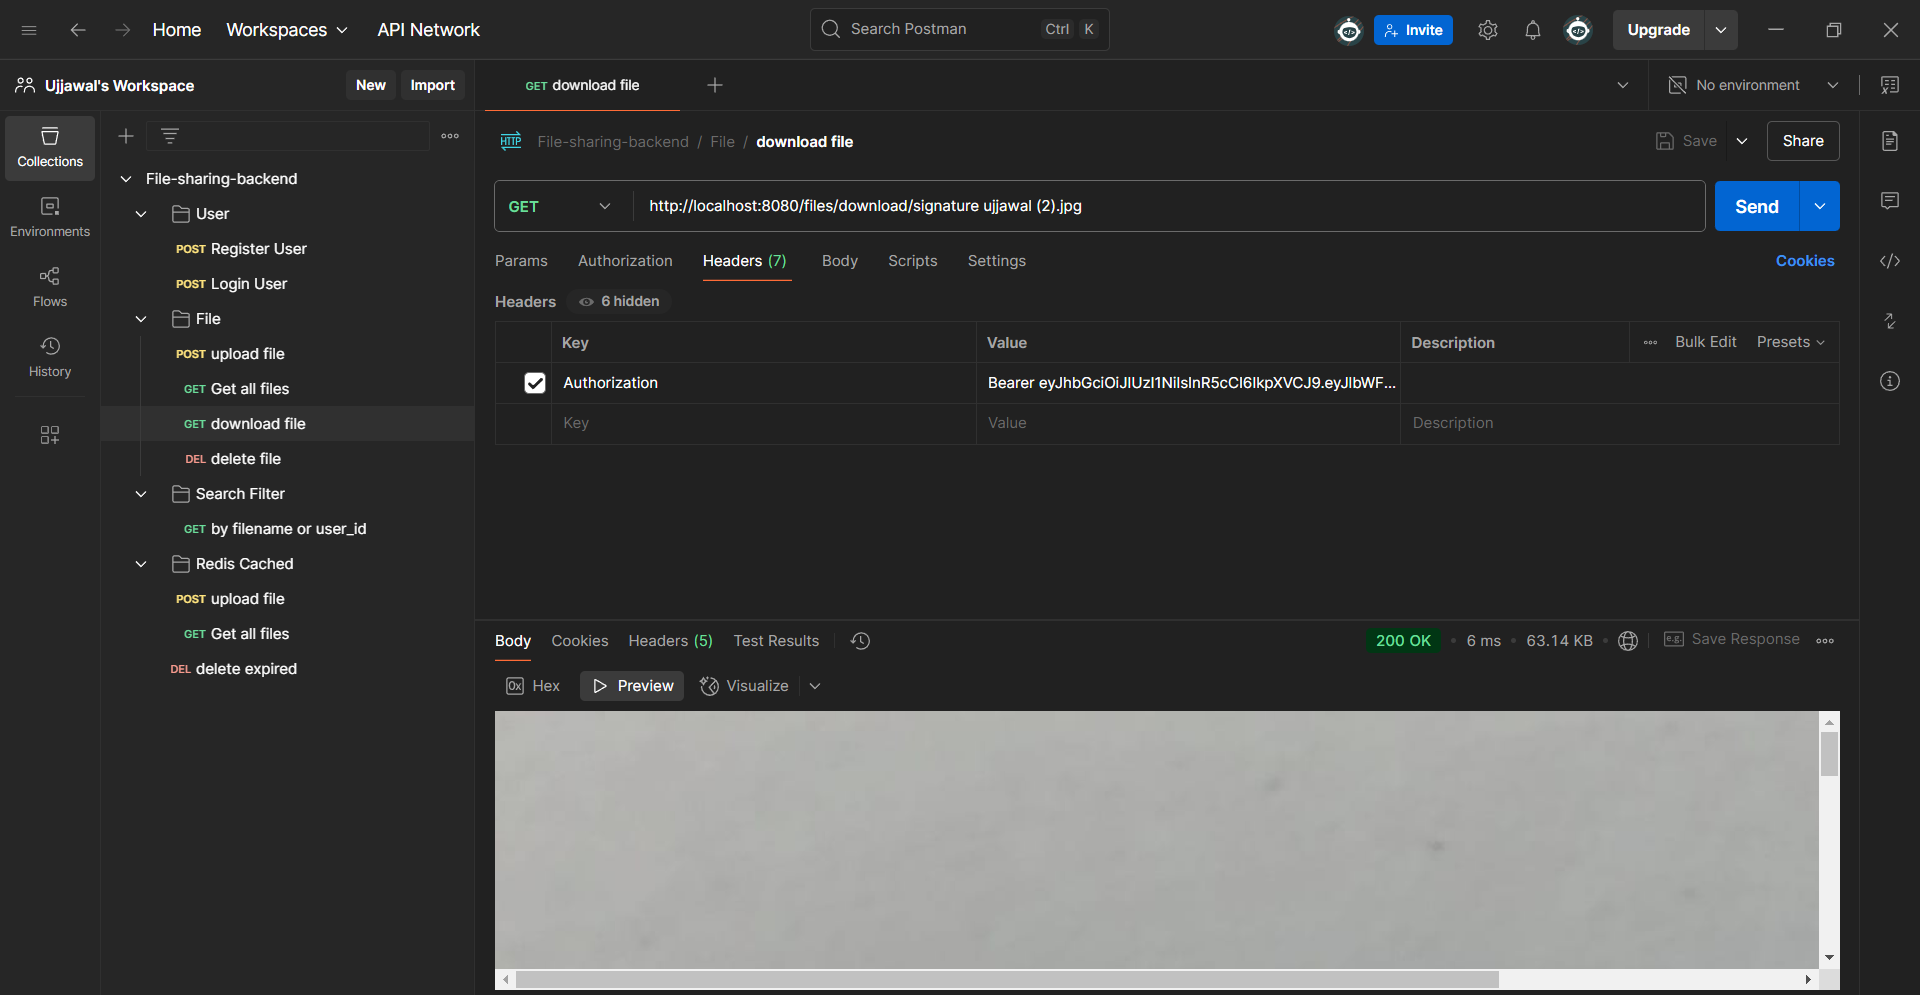 Home Workspaces API Network Search Postman Ctrl K Invite Upgrade
Ujjawal's Workspace New Import GET download file No environment
Collections
Environments
Flows
History
File-sharing-backend
User
POST Register User
POST Login User
File
POST upload file
GET Get all files
GET download file
DEL delete file
Search Filter
GET by filename or user_id
Redis Cached
POST upload file
GET Get all files
DEL delete expired
HTTP File-sharing-backend / File / download file Save Share
GET http://localhost:8080/files/download/signature ujjawal (2).jpg Send
Params Authorization Headers (7) Body Scripts Settings Cookies
Headers 6 hidden
Key Value Description Bulk Edit Presets
Authorization Bearer eyJhbGciOiJIUzI1NiIsInR5cCI6IkpXVCJ9.eyJlbWF...
Key Value Description
Body Cookies Headers (5) Test Results 200 OK 6 ms 63.14 KB e.g. Save Response
0x Hex Preview Visualize